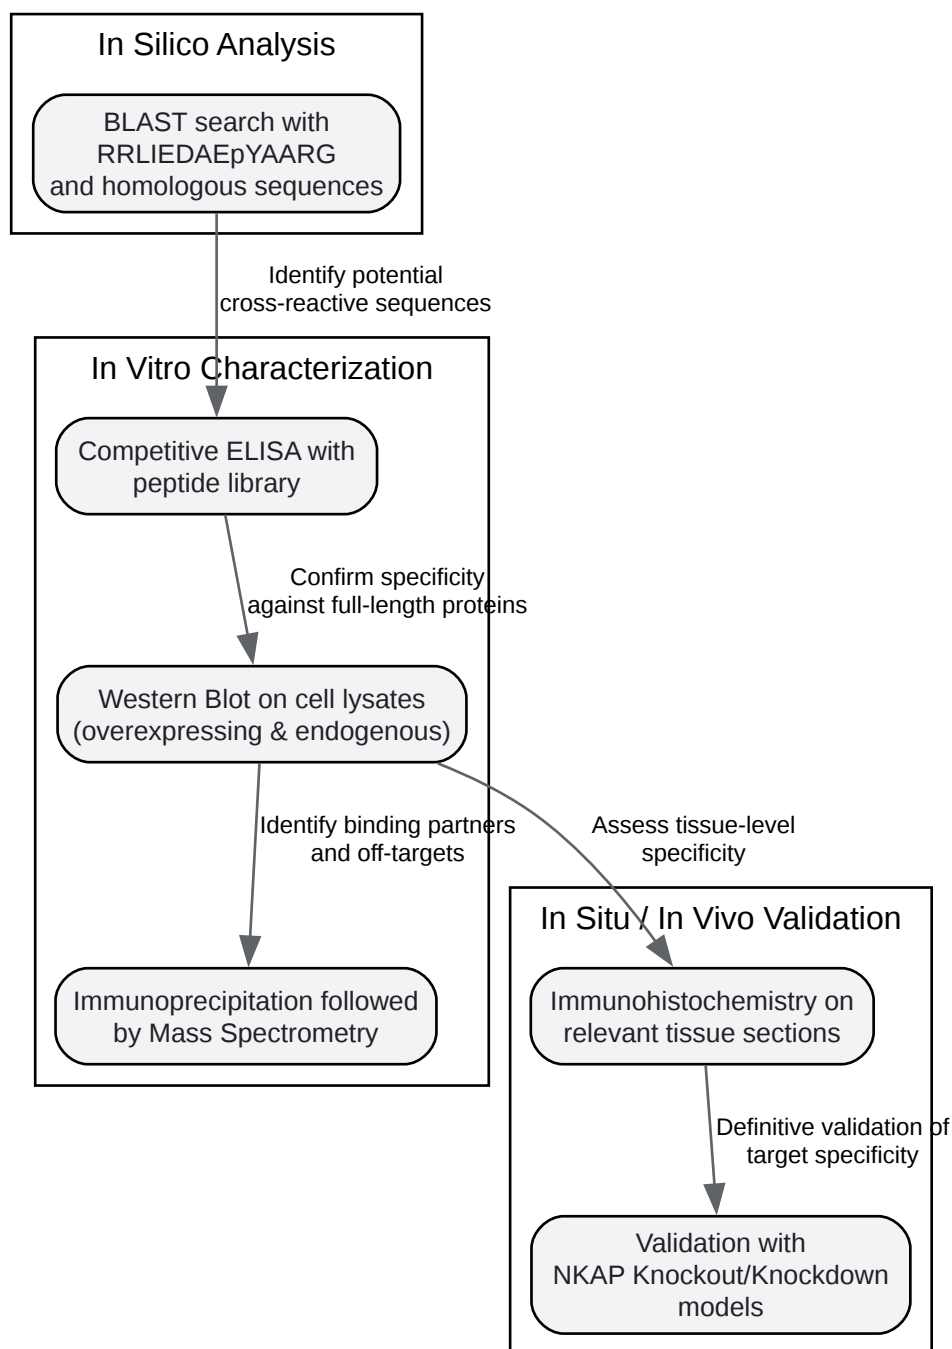 In Silico Analysis
BLAST search with
RRLIEDAEpYAARG
and homologous sequences
Identify potential
cross-reactive sequences
In Vitro Characterization
Competitive ELISA with
peptide library
Confirm specificity
against full-length proteins
Western Blot on cell lysates
(overexpressing & endogenous)
Identify binding partners
and off-targets
Assess tissue-level
specificity
Immunoprecipitation followed
by Mass Spectrometry
In Situ / In Vivo Validation
Immunohistochemistry on
relevant tissue sections
Definitive validation of
target specificity
Validation with
NKAP Knockout/Knockdown
models